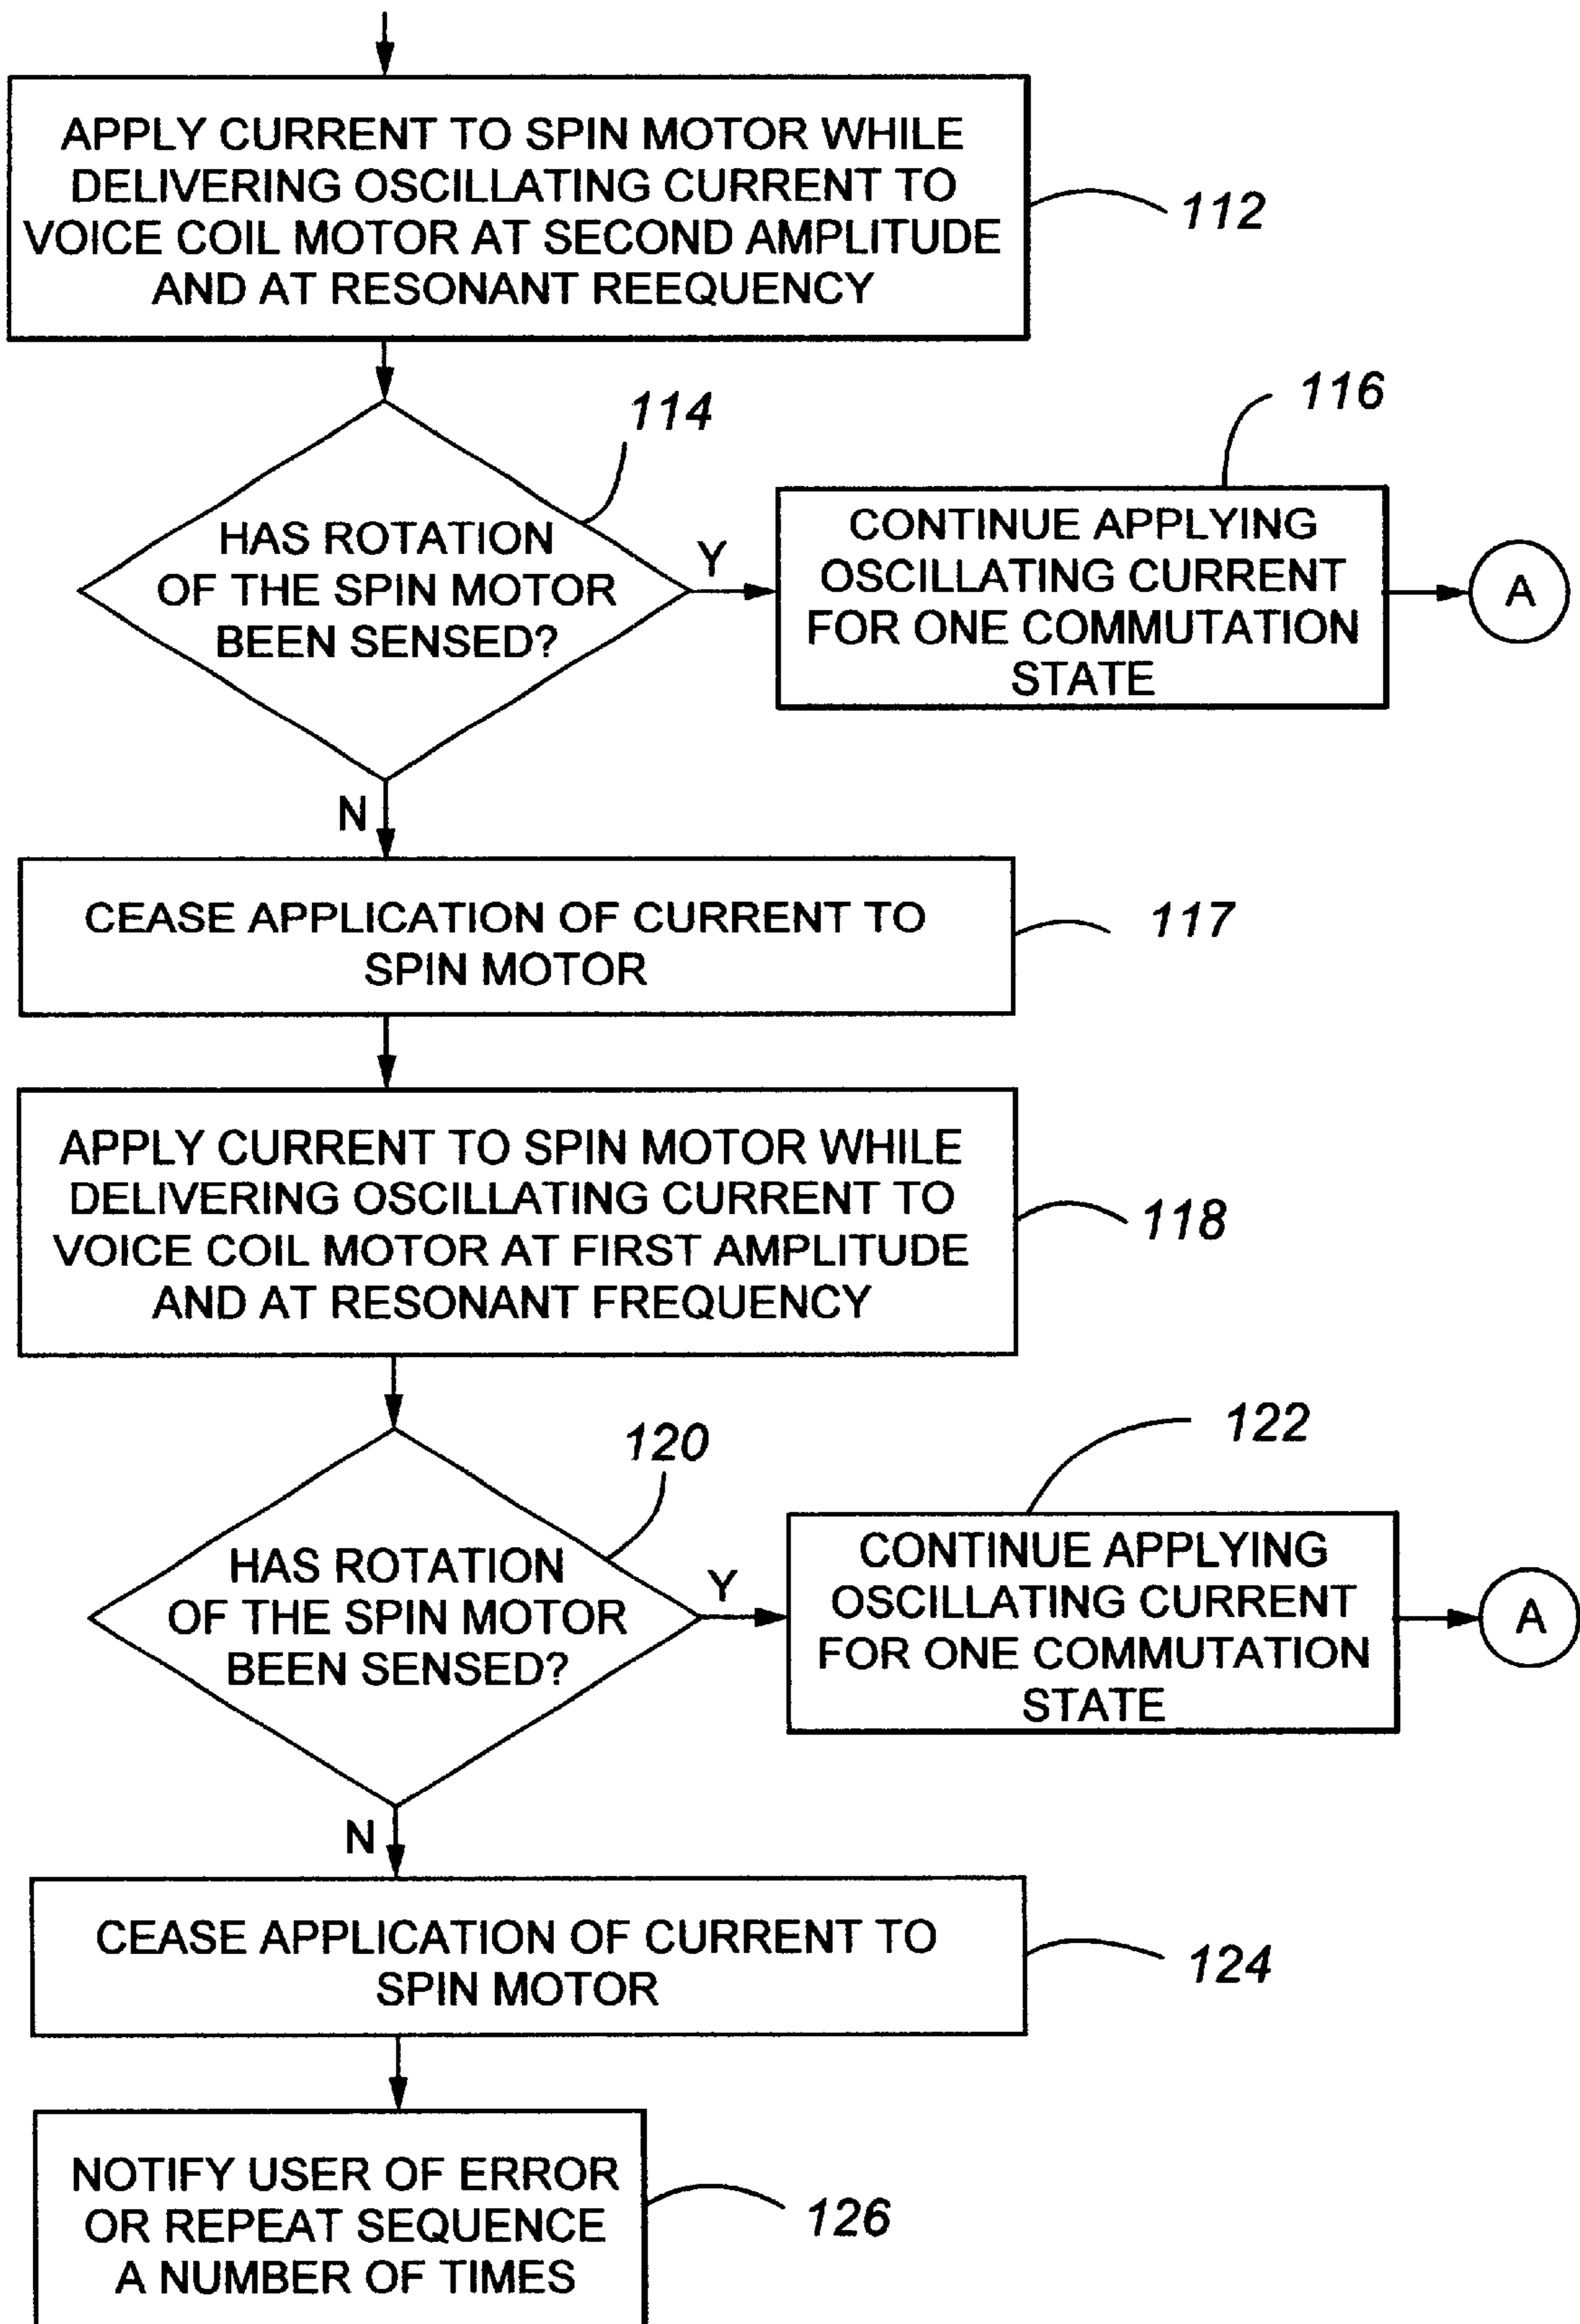 APPLY CURRENT TO SPIN MOTOR WHILE
DELIVERING OSCILLATING CURRENT TO
VOICE COIL MOTOR AT SECOND AMPLITUDE
AND AT RESONANT REEQUENCY
112
114
HAS ROTATION
OF THE SPIN MOTOR
BEEN SENSED?
Y
116
CONTINUE APPLYING
OSCILLATING CURRENT
FOR ONE COMMUTATION
STATE
A
N
CEASE APPLICATION OF CURRENT TO
SPIN MOTOR
117
APPLY CURRENT TO SPIN MOTOR WHILE
DELIVERING OSCILLATING CURRENT TO
VOICE COIL MOTOR AT FIRST AMPLITUDE
AND AT RESONANT FREQUENCY
118
120
HAS ROTATION
OF THE SPIN MOTOR
BEEN SENSED?
Y
122
CONTINUE APPLYING
OSCILLATING CURRENT
FOR ONE COMMUTATION
STATE
A
N
CEASE APPLICATION OF CURRENT TO
SPIN MOTOR
124
NOTIFY USER OF ERROR
OR REPEAT SEQUENCE
A NUMBER OF TIMES
126